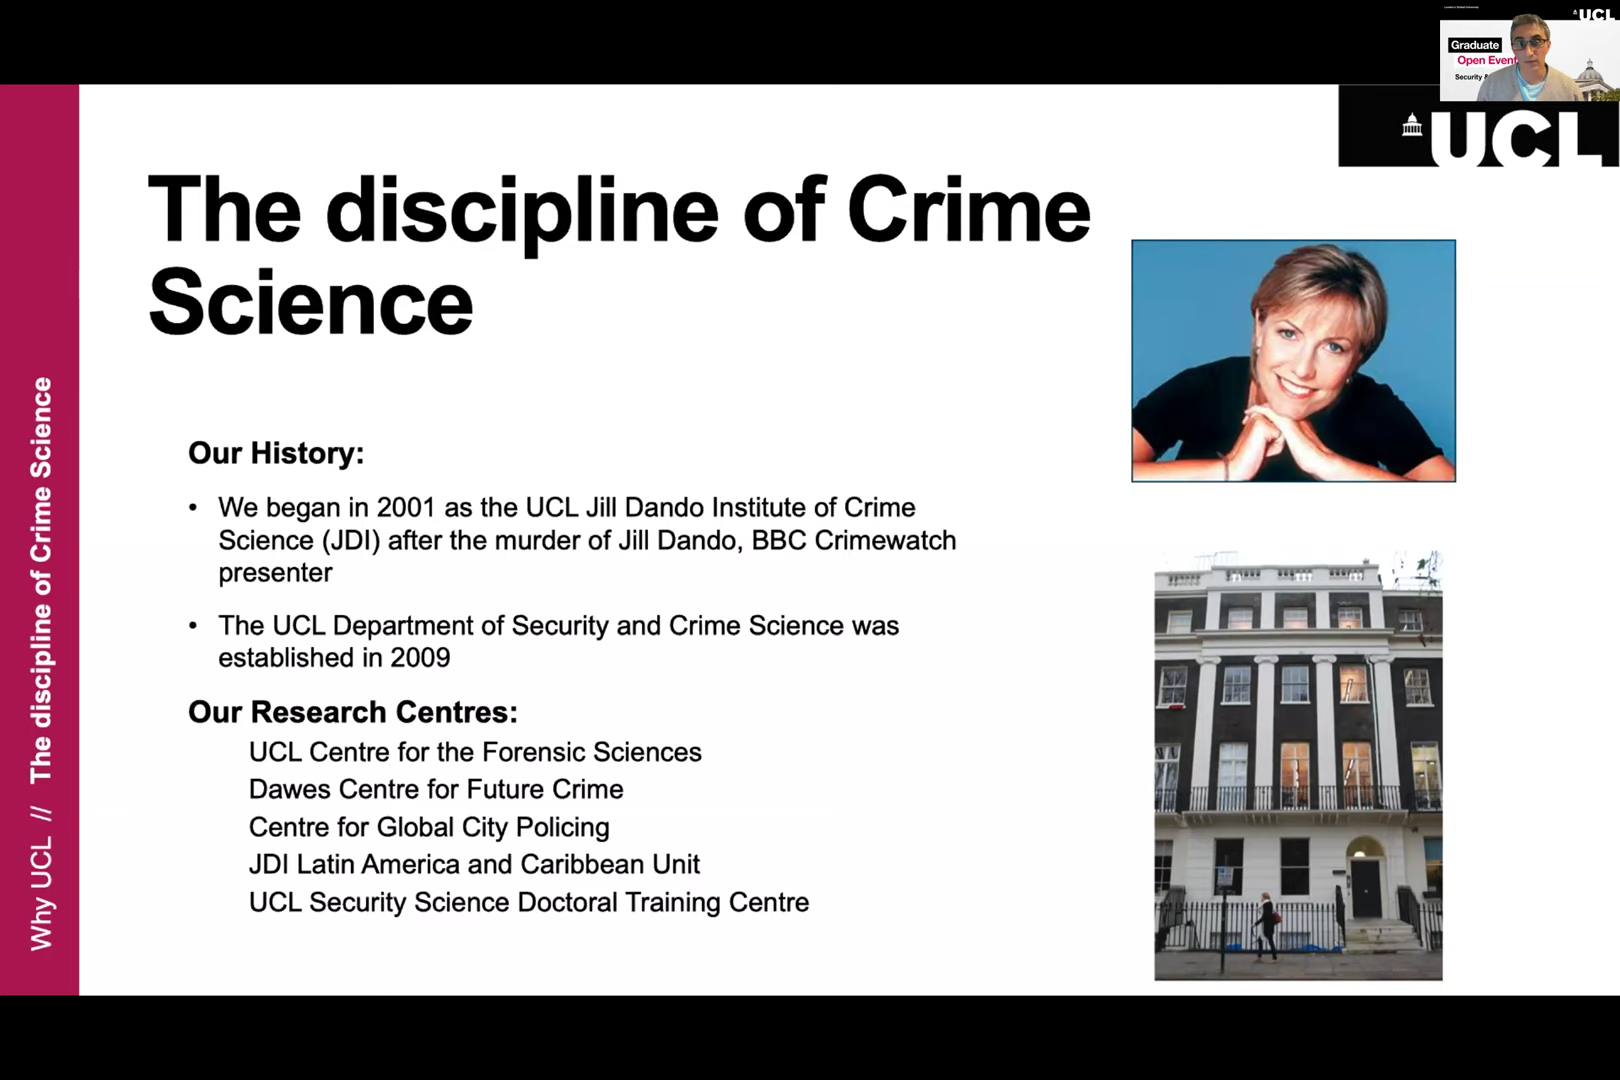 UCL
Graduate
Open Event
Security &
UCL
The discipline of Crime
Science
Our History:
• We began in 2001 as the UCL Jill Dando Institute of Crime
Science (JDI) after the murder of Jill Dando, BBC Crimewatch
presenter
• The UCL Department of Security and Crime Science was
established in 2009
Our Research Centres:
UCL Centre for the Forensic Sciences
Dawes Centre for Future Crime
Centre for Global City Policing
JDI Latin America and Caribbean Unit
UCL Security Science Doctoral Training Centre
Why UCL // The discipline of Crime Science